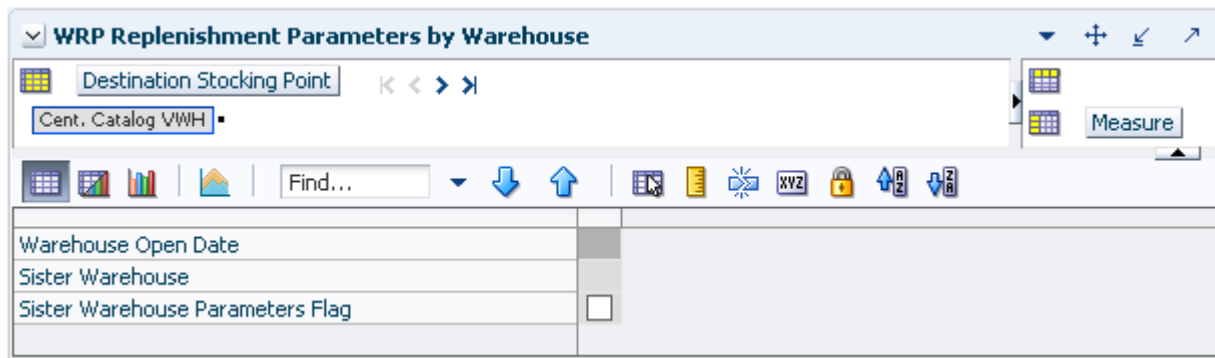 WRP Replenishment Parameters by Warehouse
Destination Stocking Point
Cent. Catalog VWH
Measure
Find...
XYZ
A
Z
Z
A
Warehouse Open Date
Sister Warehouse
Sister Warehouse Parameters Flag